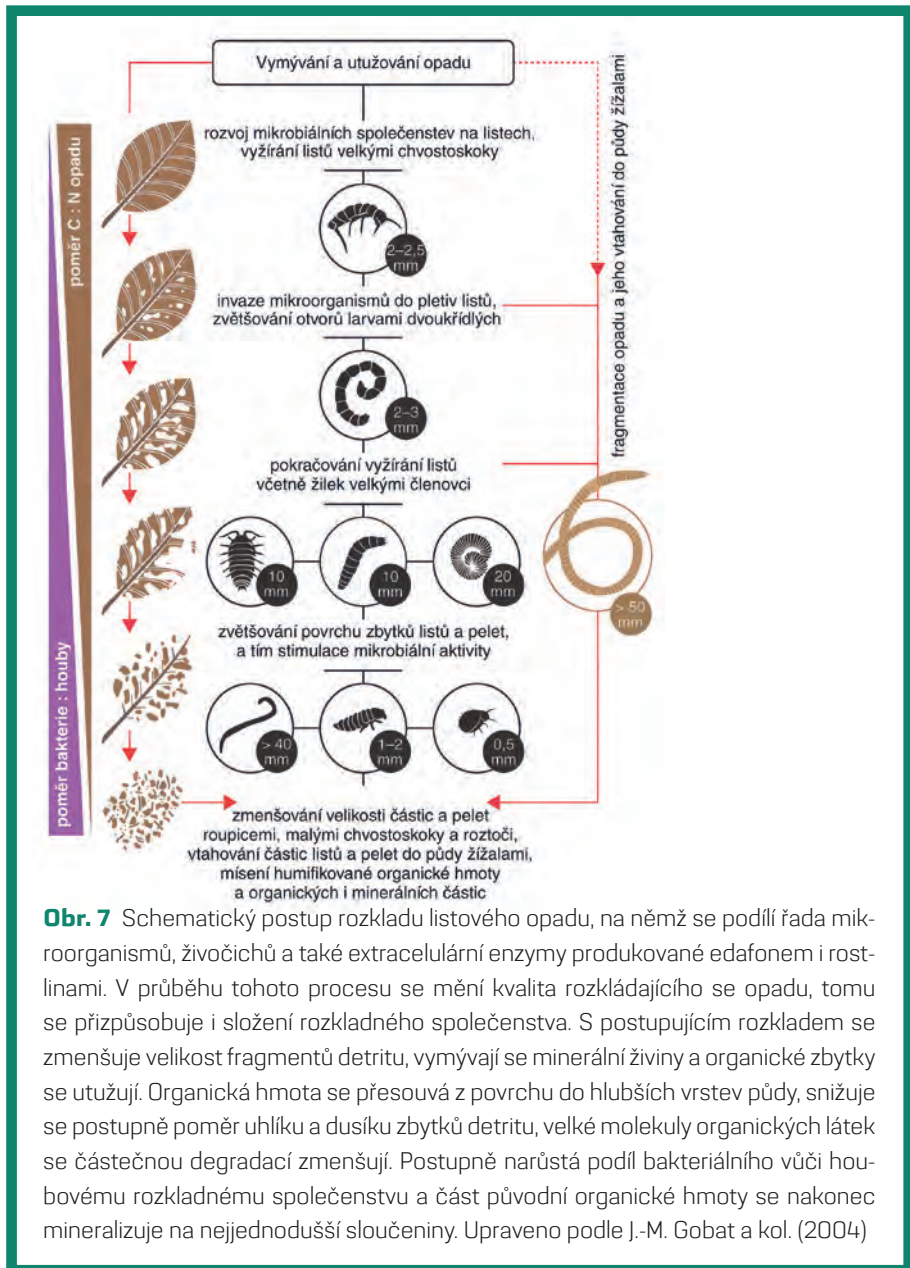 Vymývání a utužování opadu
rozvoj mikrobiálních společenstev na listech,
vyžírání listů velkými chvostoskoky
2–2,5
mm
invaze mikroorganismů do pletiv listů,
zvětšování otvorů larvami dvoukřídlých
2–3
mm
pokračování vyžírání listů
včetně žilek velkými členovci
10
mm
10
mm
20
mm
> 50
mm
zvětšování povrchu zbytků listů a pelet,
a tím stimulace mikrobiální aktivity
> 40
mm
1–2
mm
0,5
mm
zmenšování velikosti částic a pelet
roupicemi, malými chvostoskoky a roztoči,
vtahování částic listů a pelet do půdy žížalami,
mísení humifikované organické hmoty
a organických i minerálních částic
poměr C : N opadu
poměr bakterie : houby
fragmentace opadu a jeho vtahování do půdy žížalami
Obr. 7 Schematický postup rozkladu listového opadu, na němž se podílí řada mik-
roorganismů, živočichů a také extracelulární enzymy produkované edafonem i rost-
linami. V průběhu tohoto procesu se mění kvalita rozkládajícího se opadu, tomu
se přizpůsobuje i složení rozkladného společenstva. S postupujícím rozkladem se
zmenšuje velikost fragmentů detritu, vymývají se minerální živiny a organické zbytky
se utužují. Organická hmota se přesouvá z povrchu do hlubších vrstev půdy, snižuje
se postupně poměr uhlíku a dusíku zbytků detritu, velké molekuly organických látek
se částečnou degradací zmenšují. Postupně narůstá podíl bakteriálního vůči hou-
bovému rozkladnému společenstvu a část původní organické hmoty se nakonec
mineralizuje na nejjednodušší sloučeniny. Upraveno podle J.-M. Gobat a kol. (2004)